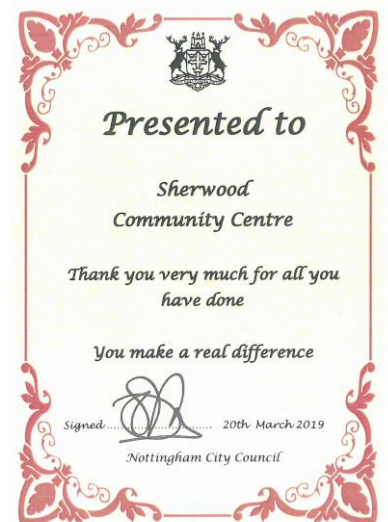 Presented to
Sherwood
Community Centre
Thank you very much for all you
have done
You make a real difference
Signed ........................ 20th March 2019
Nottingham City Council